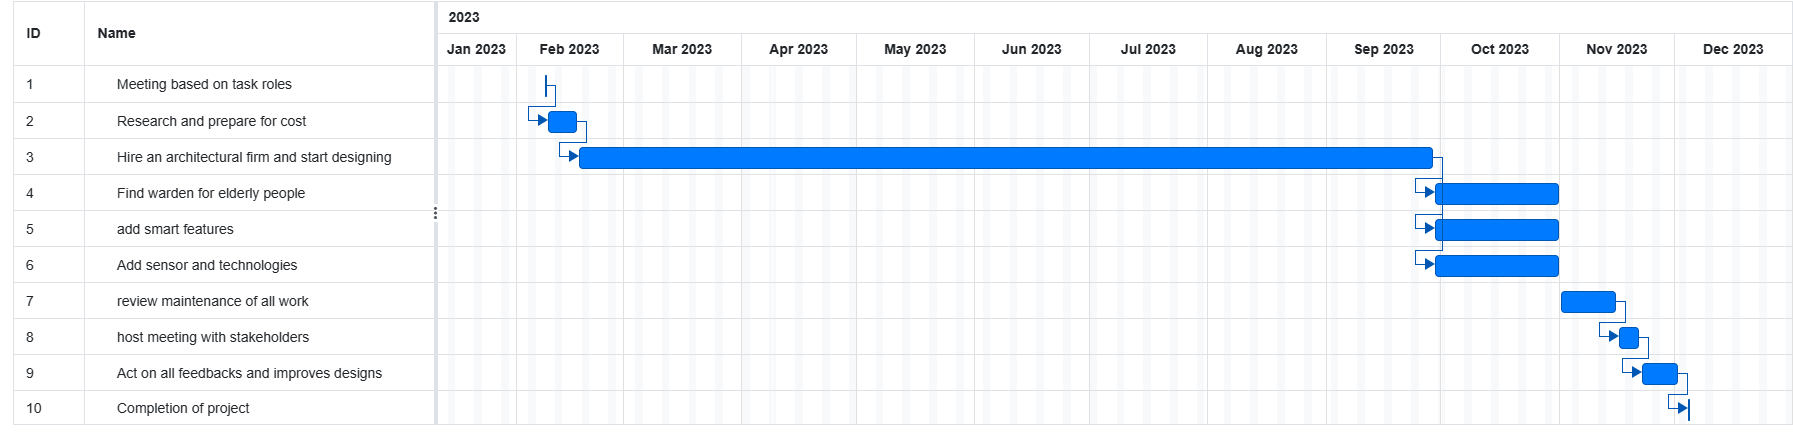 2023
ID Name
Jan 2023 Feb 2023 Mar 2023 Apr 2023 May 2023 Jun 2023 Jul 2023 Aug 2023 Sep 2023 Oct 2023 Nov 2023 Dec 2023
1 Meeting based on task roles
2 Research and prepare for cost
3 Hire an architectural firm and start designing
4 Find warden for elderly people
5 add smart features
6 Add sensor and technologies
7 review maintenance of all work
8 host meeting with stakeholders
9 Act on all feedbacks and improves designs
10 Completion of project